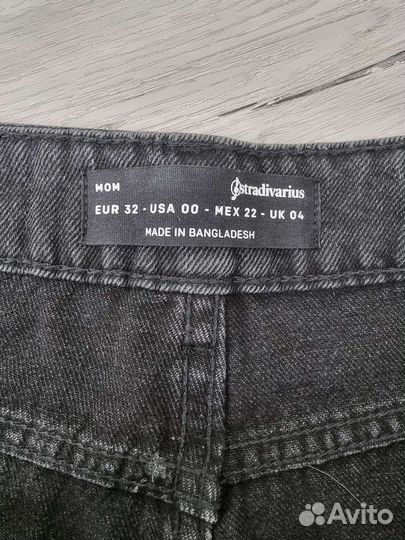 MOM stradivarius
EUR 32 - USA 00 - MEX 22 - UK 04
MADE IN BANGLADESH
Avito